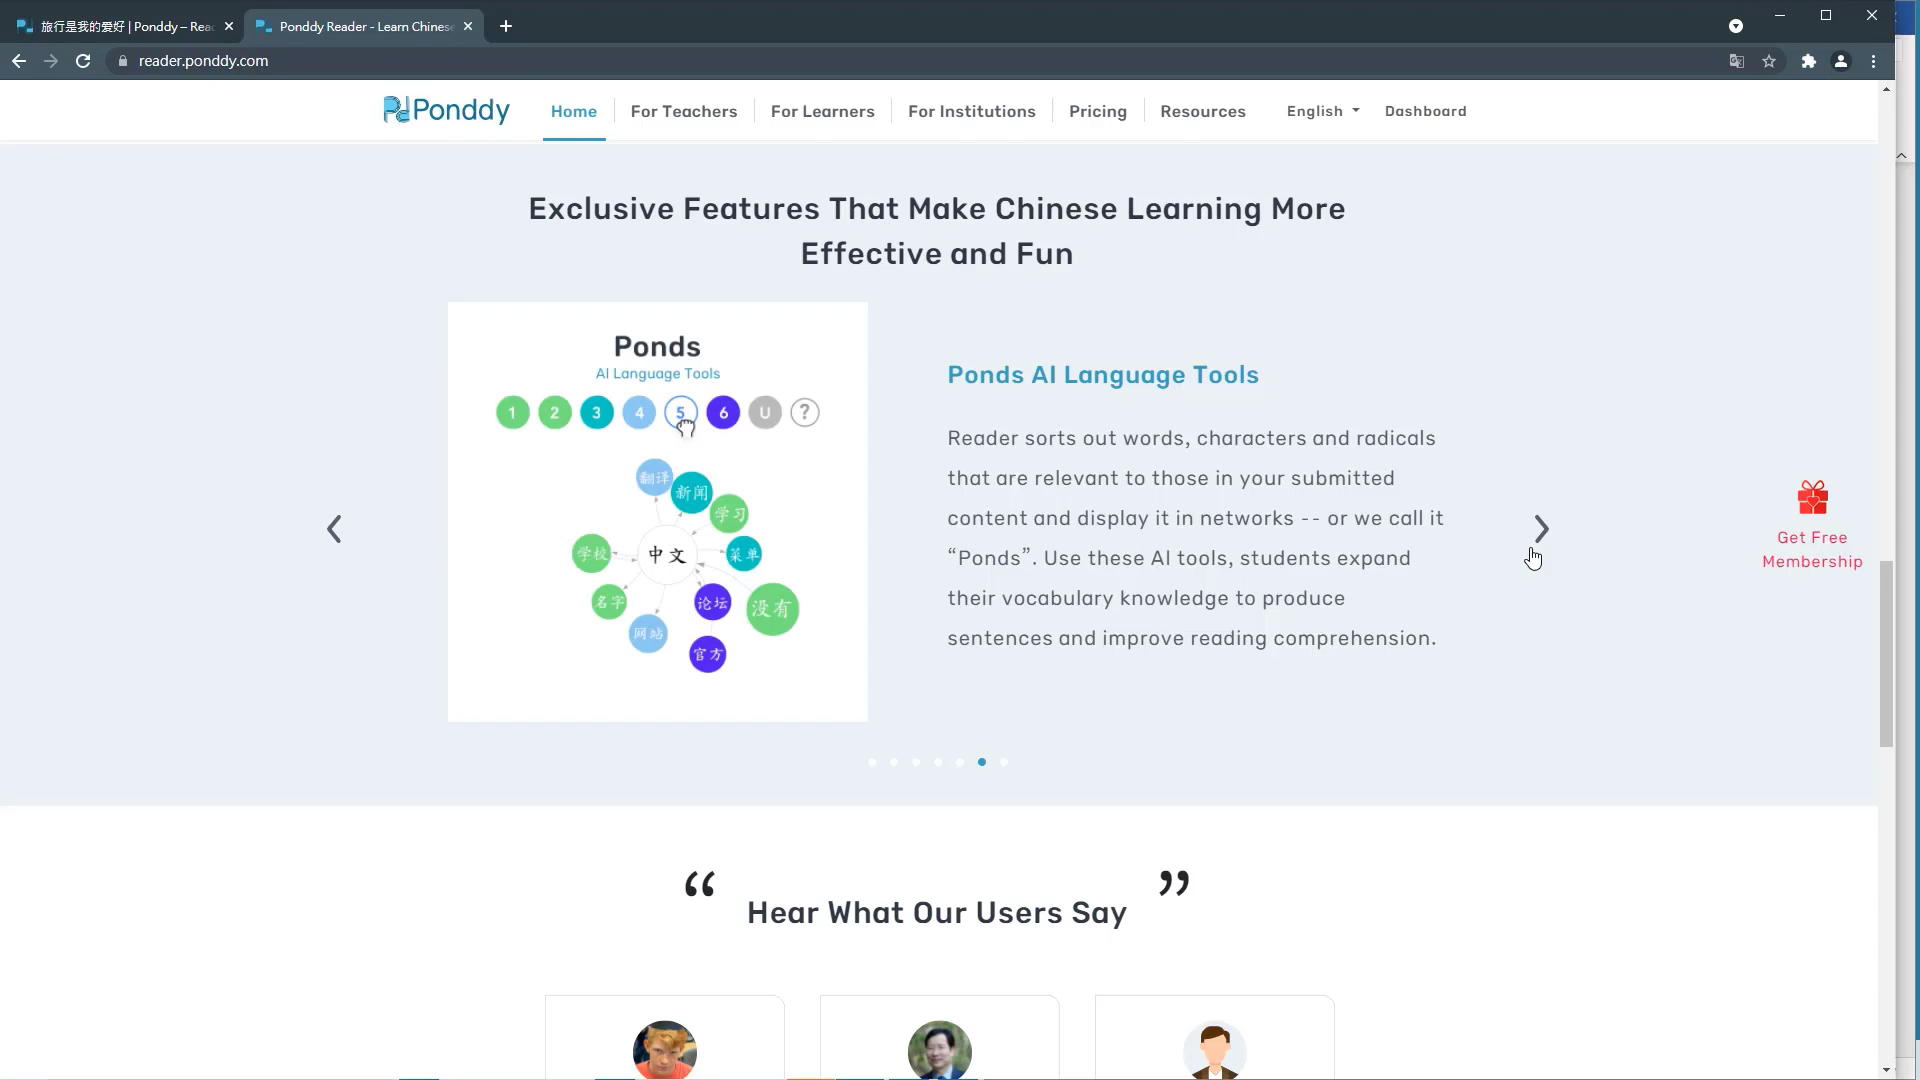 旅行是我的爱好 | Ponddy – Rea
Ponddy Reader - Learn Chinese
reader.ponddy.com
Ponddy
Home
For Teachers
For Learners
For Institutions
Pricing
Resources
English
Dashboard
Exclusive Features That Make Chinese Learning More
Effective and Fun
Ponds
AI Language Tools
1 2 3 4 5 6 U ?
翻译
新闻
学习
学校
中文
菜单
名字
论坛
没有
网站
官方
Ponds AI Language Tools
Reader sorts out words, characters and radicals
that are relevant to those in your submitted
content and display it in networks -- or we call it
“Ponds”. Use these AI tools, students expand
their vocabulary knowledge to produce
sentences and improve reading comprehension.
Get Free
Membership
“ Hear What Our Users Say ”